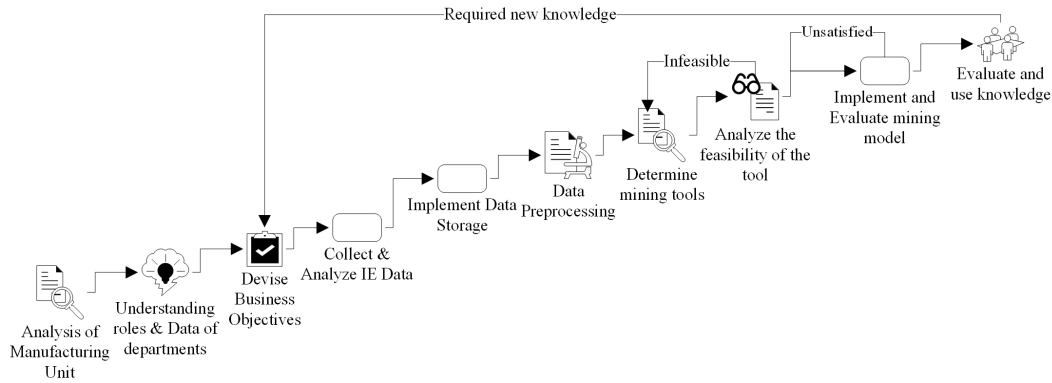 Required new knowledge
Unsatisfied
Infeasible
Evaluate and
use knowledge
Implement and
Evaluate mining
model
Analyze the
feasibility of the
tool
Determine
mining tools
Data
Preprocessing
Implement Data
Storage
Collect &
Analyze IE Data
Devise
Business
Objectives
Understanding
roles & Data of
departments
Analysis of
Manufacturing
Unit